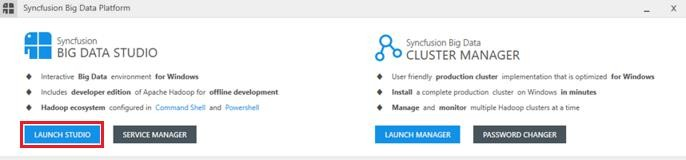 Syncfusion Big Data Platform
Syncfusion
BIG DATA STUDIO
Interactive Big Data environment for Windows
Includes developer edition of Apache Hadoop for offline development
Hadoop ecosystem configured in Command Shell and Powershell
LAUNCH STUDIO
SERVICE MANAGER
Syncfusion Big Data
CLUSTER MANAGER
User friendly production cluster implementation that is optimized for Windows
Install a complete production cluster on Windows in minutes
Manage and monitor multiple Hadoop clusters at a time
LAUNCH MANAGER
PASSWORD CHANGER